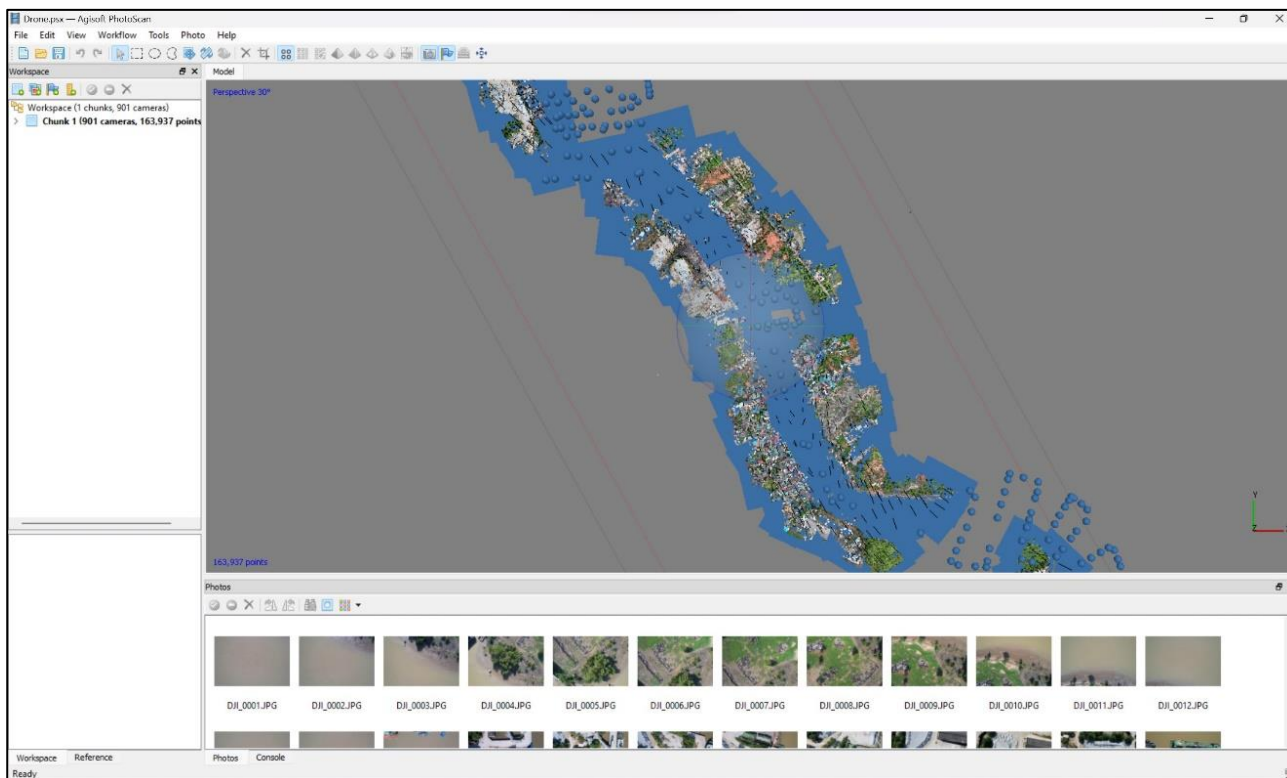 Drone.psx — Agisoft PhotoScan
File Edit View Workflow Tools Photo Help
Workspace
Model
Workspace (1 chunks, 901 cameras)
Chunk 1 (901 cameras, 163,937 points
Perspective 30°
Y
Z
163,937 points
Photos
DJI_0001.JPG DJI_0002.JPG DJI_0003.JPG DJI_0004.JPG DJI_0005.JPG DJI_0006.JPG DJI_0007.JPG DJI_0008.JPG DJI_0009.JPG DJI_0010.JPG DJI_0011.JPG DJI_0012.JPG
Workspace Reference
Photos Console
Ready